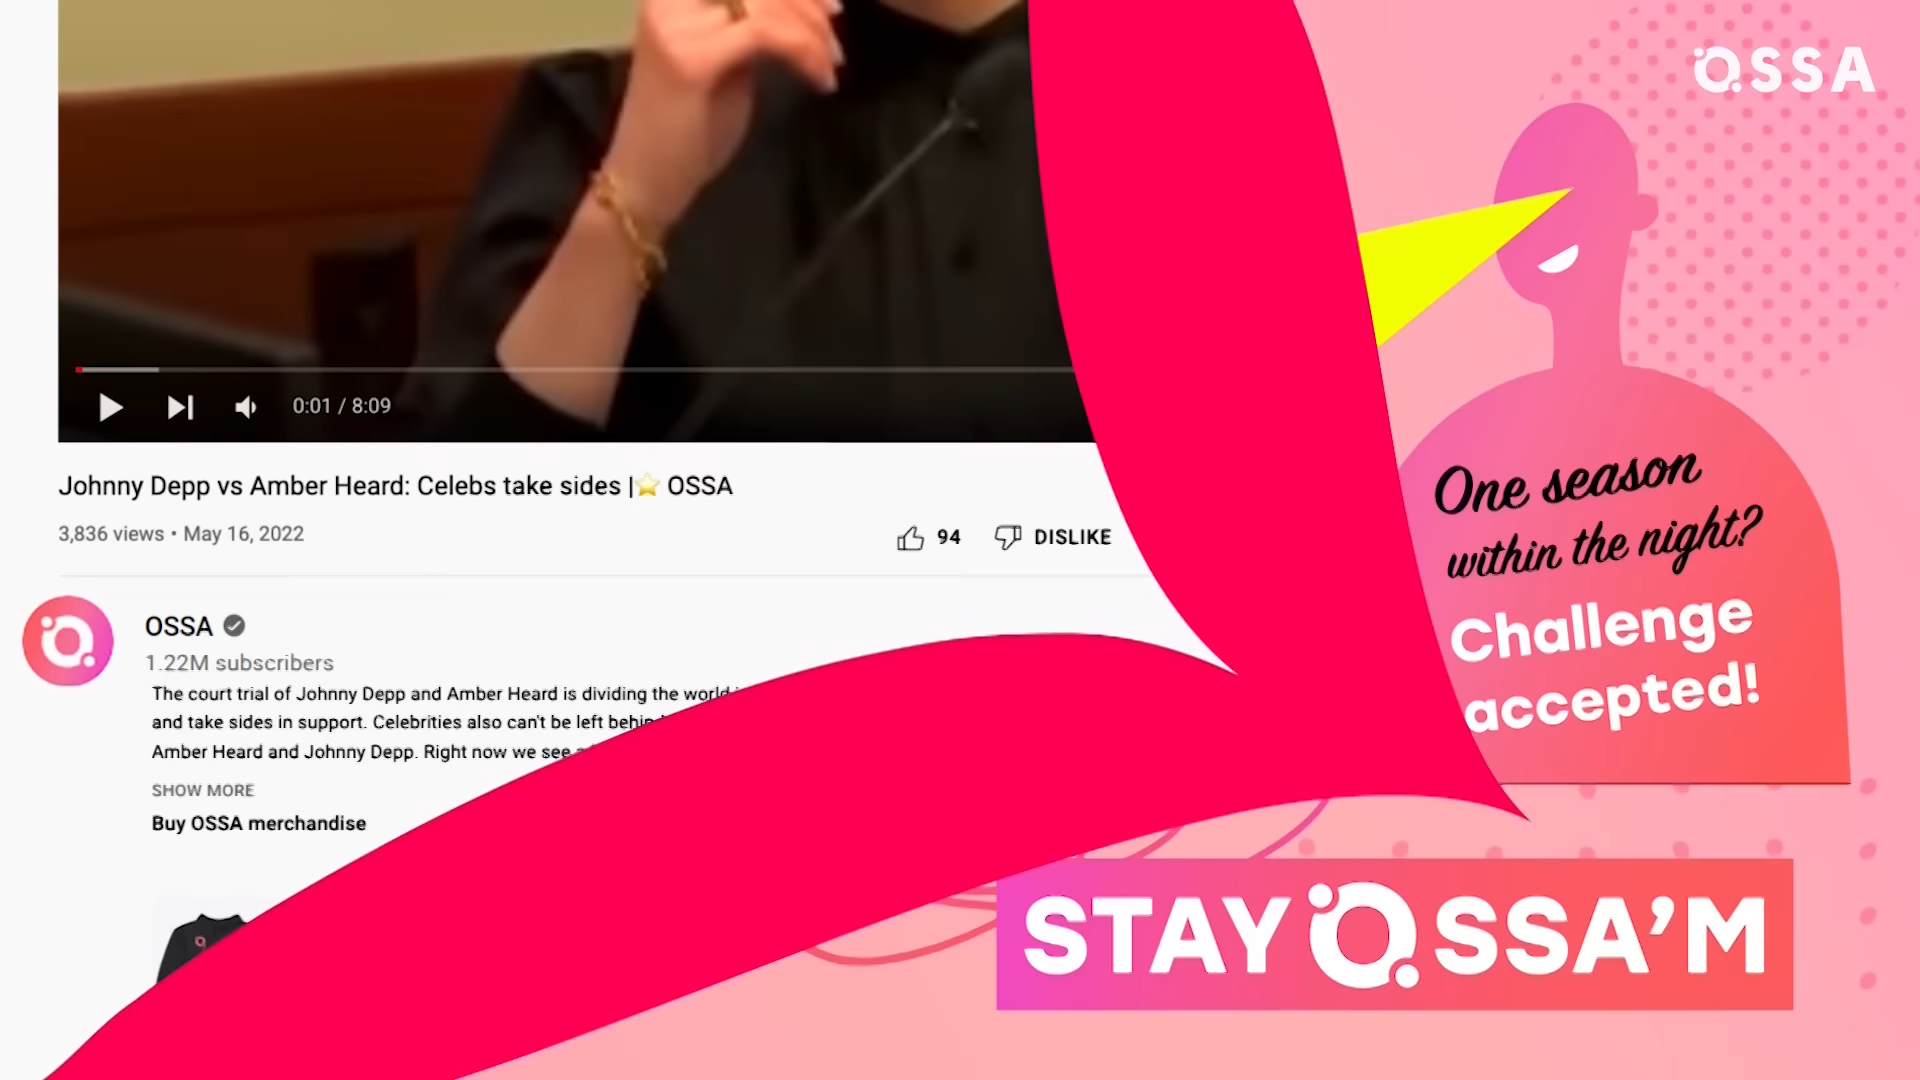 OSSA
0:01 / 8:09
Johnny Depp vs Amber Heard: Celebs take sides |⭐ OSSA
3,836 views • May 16, 2022
94 DISLIKE
OSSA
1.22M subscribers
The court trial of Johnny Depp and Amber Heard is dividing the world
and take sides in support. Celebrities also can't be left behind
Amber Heard and Johnny Depp. Right now we see
SHOW MORE
Buy OSSA merchandise
One season
within the night?
Challenge
accepted!
STAY OSSA'M